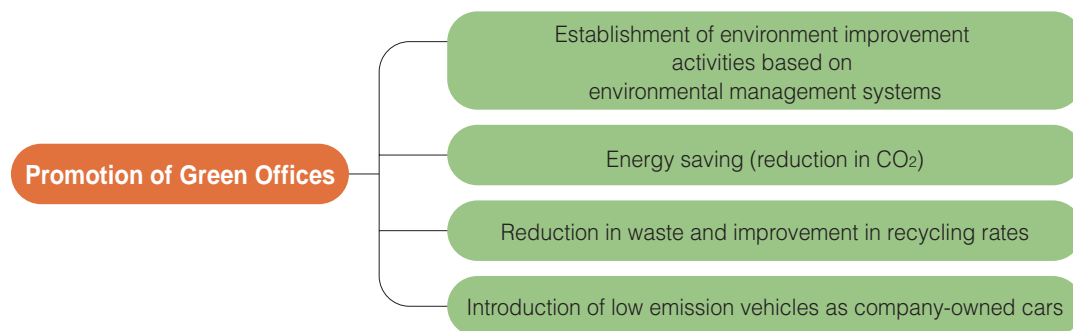 Promotion of Green Offices
Establishment of environment improvement
activities based on
environmental management systems
Energy saving (reduction in CO₂)
Reduction in waste and improvement in recycling rates
Introduction of low emission vehicles as company-owned cars